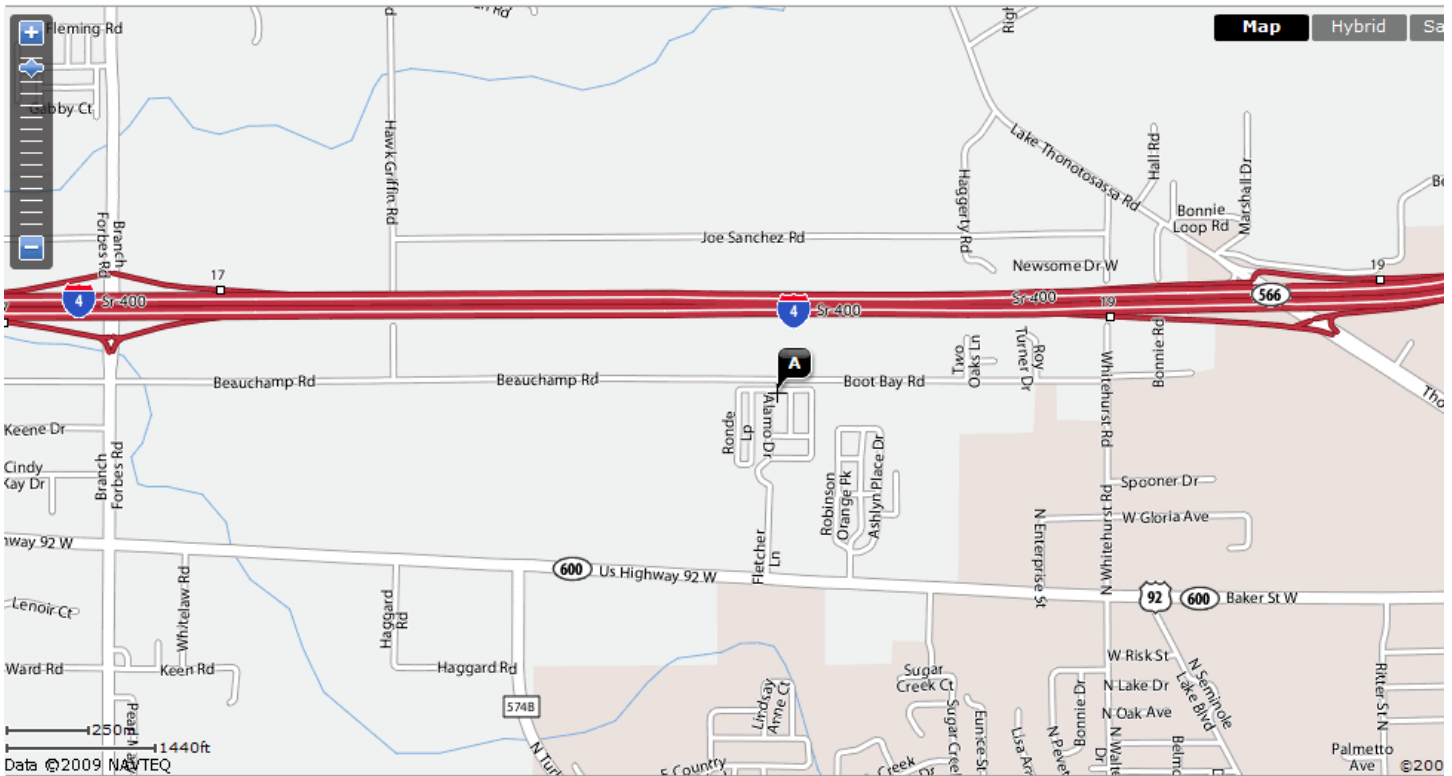 Fleming Rd
Map
Hybrid
Gabby Ct
Hawk Griffin Rd
Lake Thonotosassa Rd
Hall Rd
Marshall Dr
Haggerty Rd
Bonnie
Loop Rd
Branch
Forbes Rd
Joe Sanchez Rd
Newsome Dr W
17
19
4
Sr 400
4
Sr 400
Sr 400
19
566
Two
Oaks Ln
Roy
Turner Dr
Whitehurst Rd
Bonnie Rd
A
Beauchamp Rd
Beauchamp Rd
Boot Bay Rd
Ronde
Lp
Alamo Dr
Keene Dr
Cindy
Kay Dr
Branch
Forbes Rd
Robinson
Orange Pk
Ashlyn Place Dr
Spooner Dr
W Gloria Ave
N Enterprise St
N Whitehurst Rd
Fletcher
Ln
600
Us Highway 92 W
92
600
Baker St W
Lenoir Ct
Whitelaw Rd
Haggard
Rd
Ward Rd
Keen Rd
Haggard Rd
574B
Lindsay
Anne Ct
Sugar
Creek Ct
Eunice St
W Risk St
N Lake Dr
N Oak Ave
Bonnie Dr
N Seminole
Lake Blvd
Ritter St N
Palmetto
Ave
250m
1440ft
Data ©2009 NAVTEQ